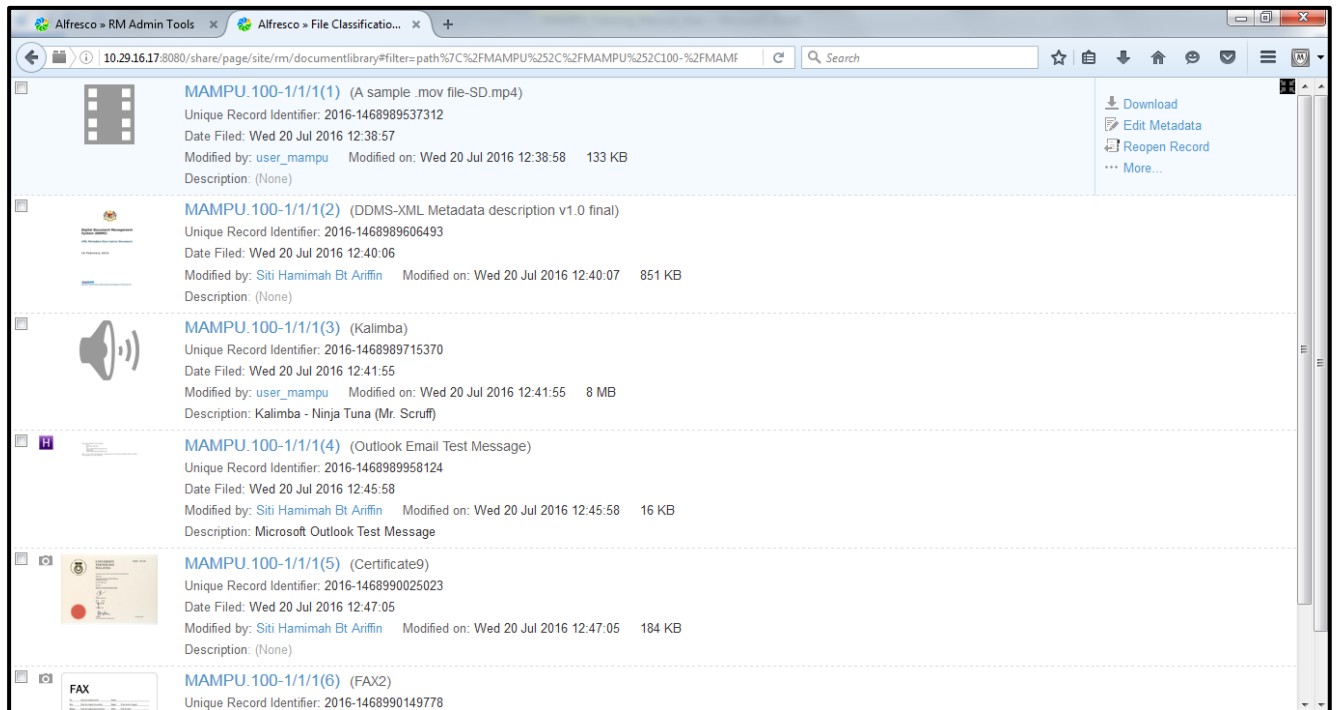 Alfresco » RM Admin Tools
Alfresco » File Classificatio...
10.29.16.17:8080/share/page/site/rm/documentlibrary#filter=path%7C%2FMAMPU%252C%2FMAMPU%252C100-%2FMAMF
Search
MAMPU.100-1/1/1(1) (A sample .mov file-SD.mp4)
Unique Record Identifier: 2016-1468989537312
Date Filed: Wed 20 Jul 2016 12:38:57
Modified by: user_mampu Modified on: Wed 20 Jul 2016 12:38:58 133 KB
Description: (None)
Download
Edit Metadata
Reopen Record
More...
MAMPU.100-1/1/1(2) (DDMS-XML Metadata description v1.0 final)
Unique Record Identifier: 2016-1468989606493
Date Filed: Wed 20 Jul 2016 12:40:06
Modified by: Siti Hamimah Bt Ariffin Modified on: Wed 20 Jul 2016 12:40:07 851 KB
Description: (None)
MAMPU.100-1/1/1(3) (Kalimba)
Unique Record Identifier: 2016-1468989715370
Date Filed: Wed 20 Jul 2016 12:41:55
Modified by: user_mampu Modified on: Wed 20 Jul 2016 12:41:55 8 MB
Description: Kalimba - Ninja Tuna (Mr. Scruff)
H
MAMPU.100-1/1/1(4) (Outlook Email Test Message)
Unique Record Identifier: 2016-1468989958124
Date Filed: Wed 20 Jul 2016 12:45:58
Modified by: Siti Hamimah Bt Ariffin Modified on: Wed 20 Jul 2016 12:45:58 16 KB
Description: Microsoft Outlook Test Message
MAMPU.100-1/1/1(5) (Certificate9)
Unique Record Identifier: 2016-1468990025023
Date Filed: Wed 20 Jul 2016 12:47:05
Modified by: Siti Hamimah Bt Ariffin Modified on: Wed 20 Jul 2016 12:47:05 184 KB
Description: (None)
FAX
MAMPU.100-1/1/1(6) (FAX2)
Unique Record Identifier: 2016-1468990149778